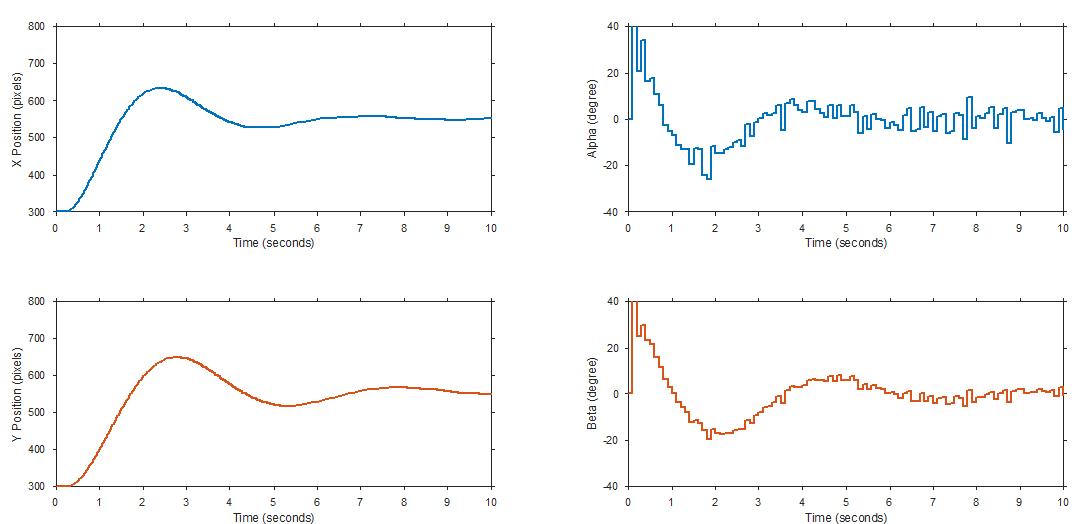 800
700
600
500
400
300
X Position (pixels)
0 1 2 3 4 5 6 7 8 9 10
Time (seconds)
40
20
0
-20
-40
Alpha (degree)
0 1 2 3 4 5 6 7 8 9 10
Time (seconds)
800
700
600
500
400
300
Y Position (pixels)
0 1 2 3 4 5 6 7 8 9 10
Time (seconds)
40
20
0
-20
-40
Beta (degree)
0 1 2 3 4 5 6 7 8 9 10
Time (seconds)